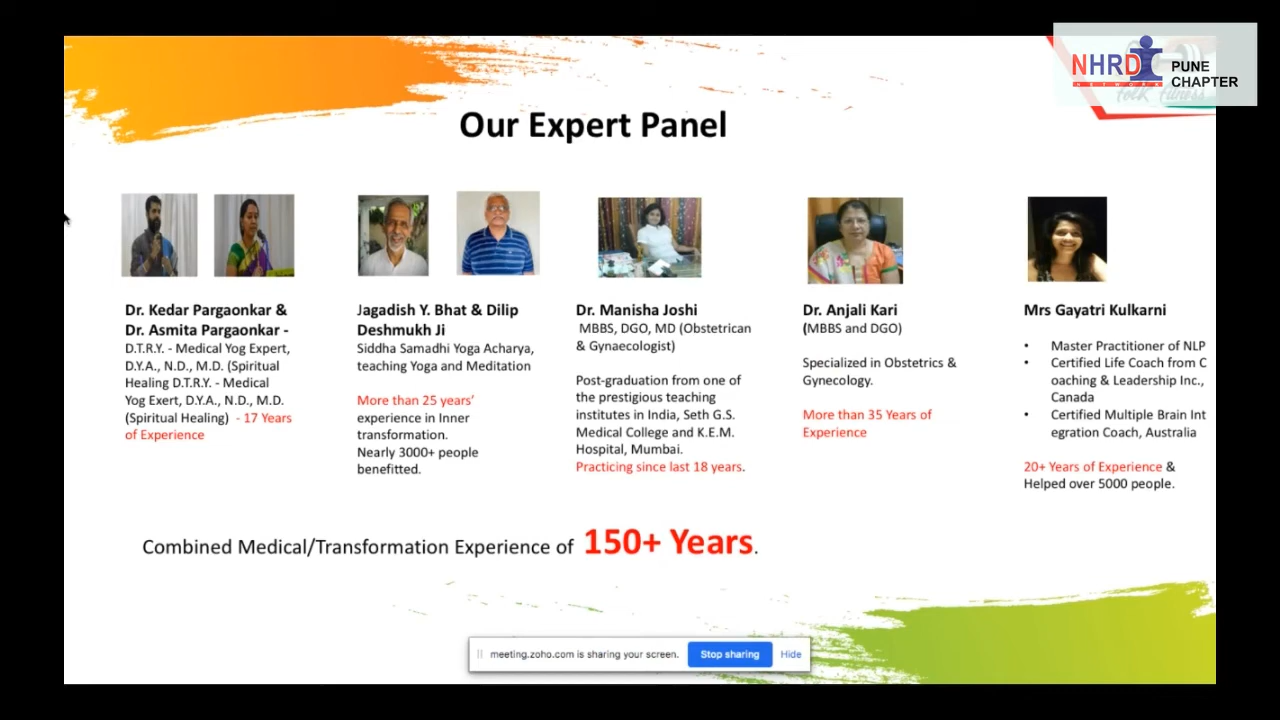 NHRD
NETWORK
PUNE
CHAPTER
folk fitness
Our Expert Panel
Dr. Kedar Pargaonkar &
Dr. Asmita Pargaonkar -
D.T.R.Y. - Medical Yog Expert,
D.Y.A., N.D., M.D. (Spiritual
Healing D.T.R.Y. - Medical
Yog Exert, D.Y.A., N.D., M.D.
(Spiritual Healing) - 17 Years
of Experience
Jagadish Y. Bhat & Dilip
Deshmukh Ji
Siddha Samadhi Yoga Acharya,
teaching Yoga and Meditation
More than 25 years'
experience in Inner
transformation.
Nearly 3000+ people
benefitted.
Dr. Manisha Joshi
MBBS, DGO, MD (Obstetrican
& Gynaecologist)
Post-graduation from one of
the prestigious teaching
institutes in India, Seth G.S.
Medical College and K.E.M.
Hospital, Mumbai.
Practicing since last 18 years.
Dr. Anjali Kari
(MBBS and DGO)
Specialized in Obstetrics &
Gynecology.
More than 35 Years of
Experience
Mrs Gayatri Kulkarni
• Master Practitioner of NLP
• Certified Life Coach from C
oaching & Leadership Inc.,
Canada
• Certified Multiple Brain Int
egration Coach, Australia
20+ Years of Experience &
Helped over 5000 people.
Combined Medical/Transformation Experience of 150+ Years.
meeting.zoho.com is sharing your screen. Stop sharing Hide